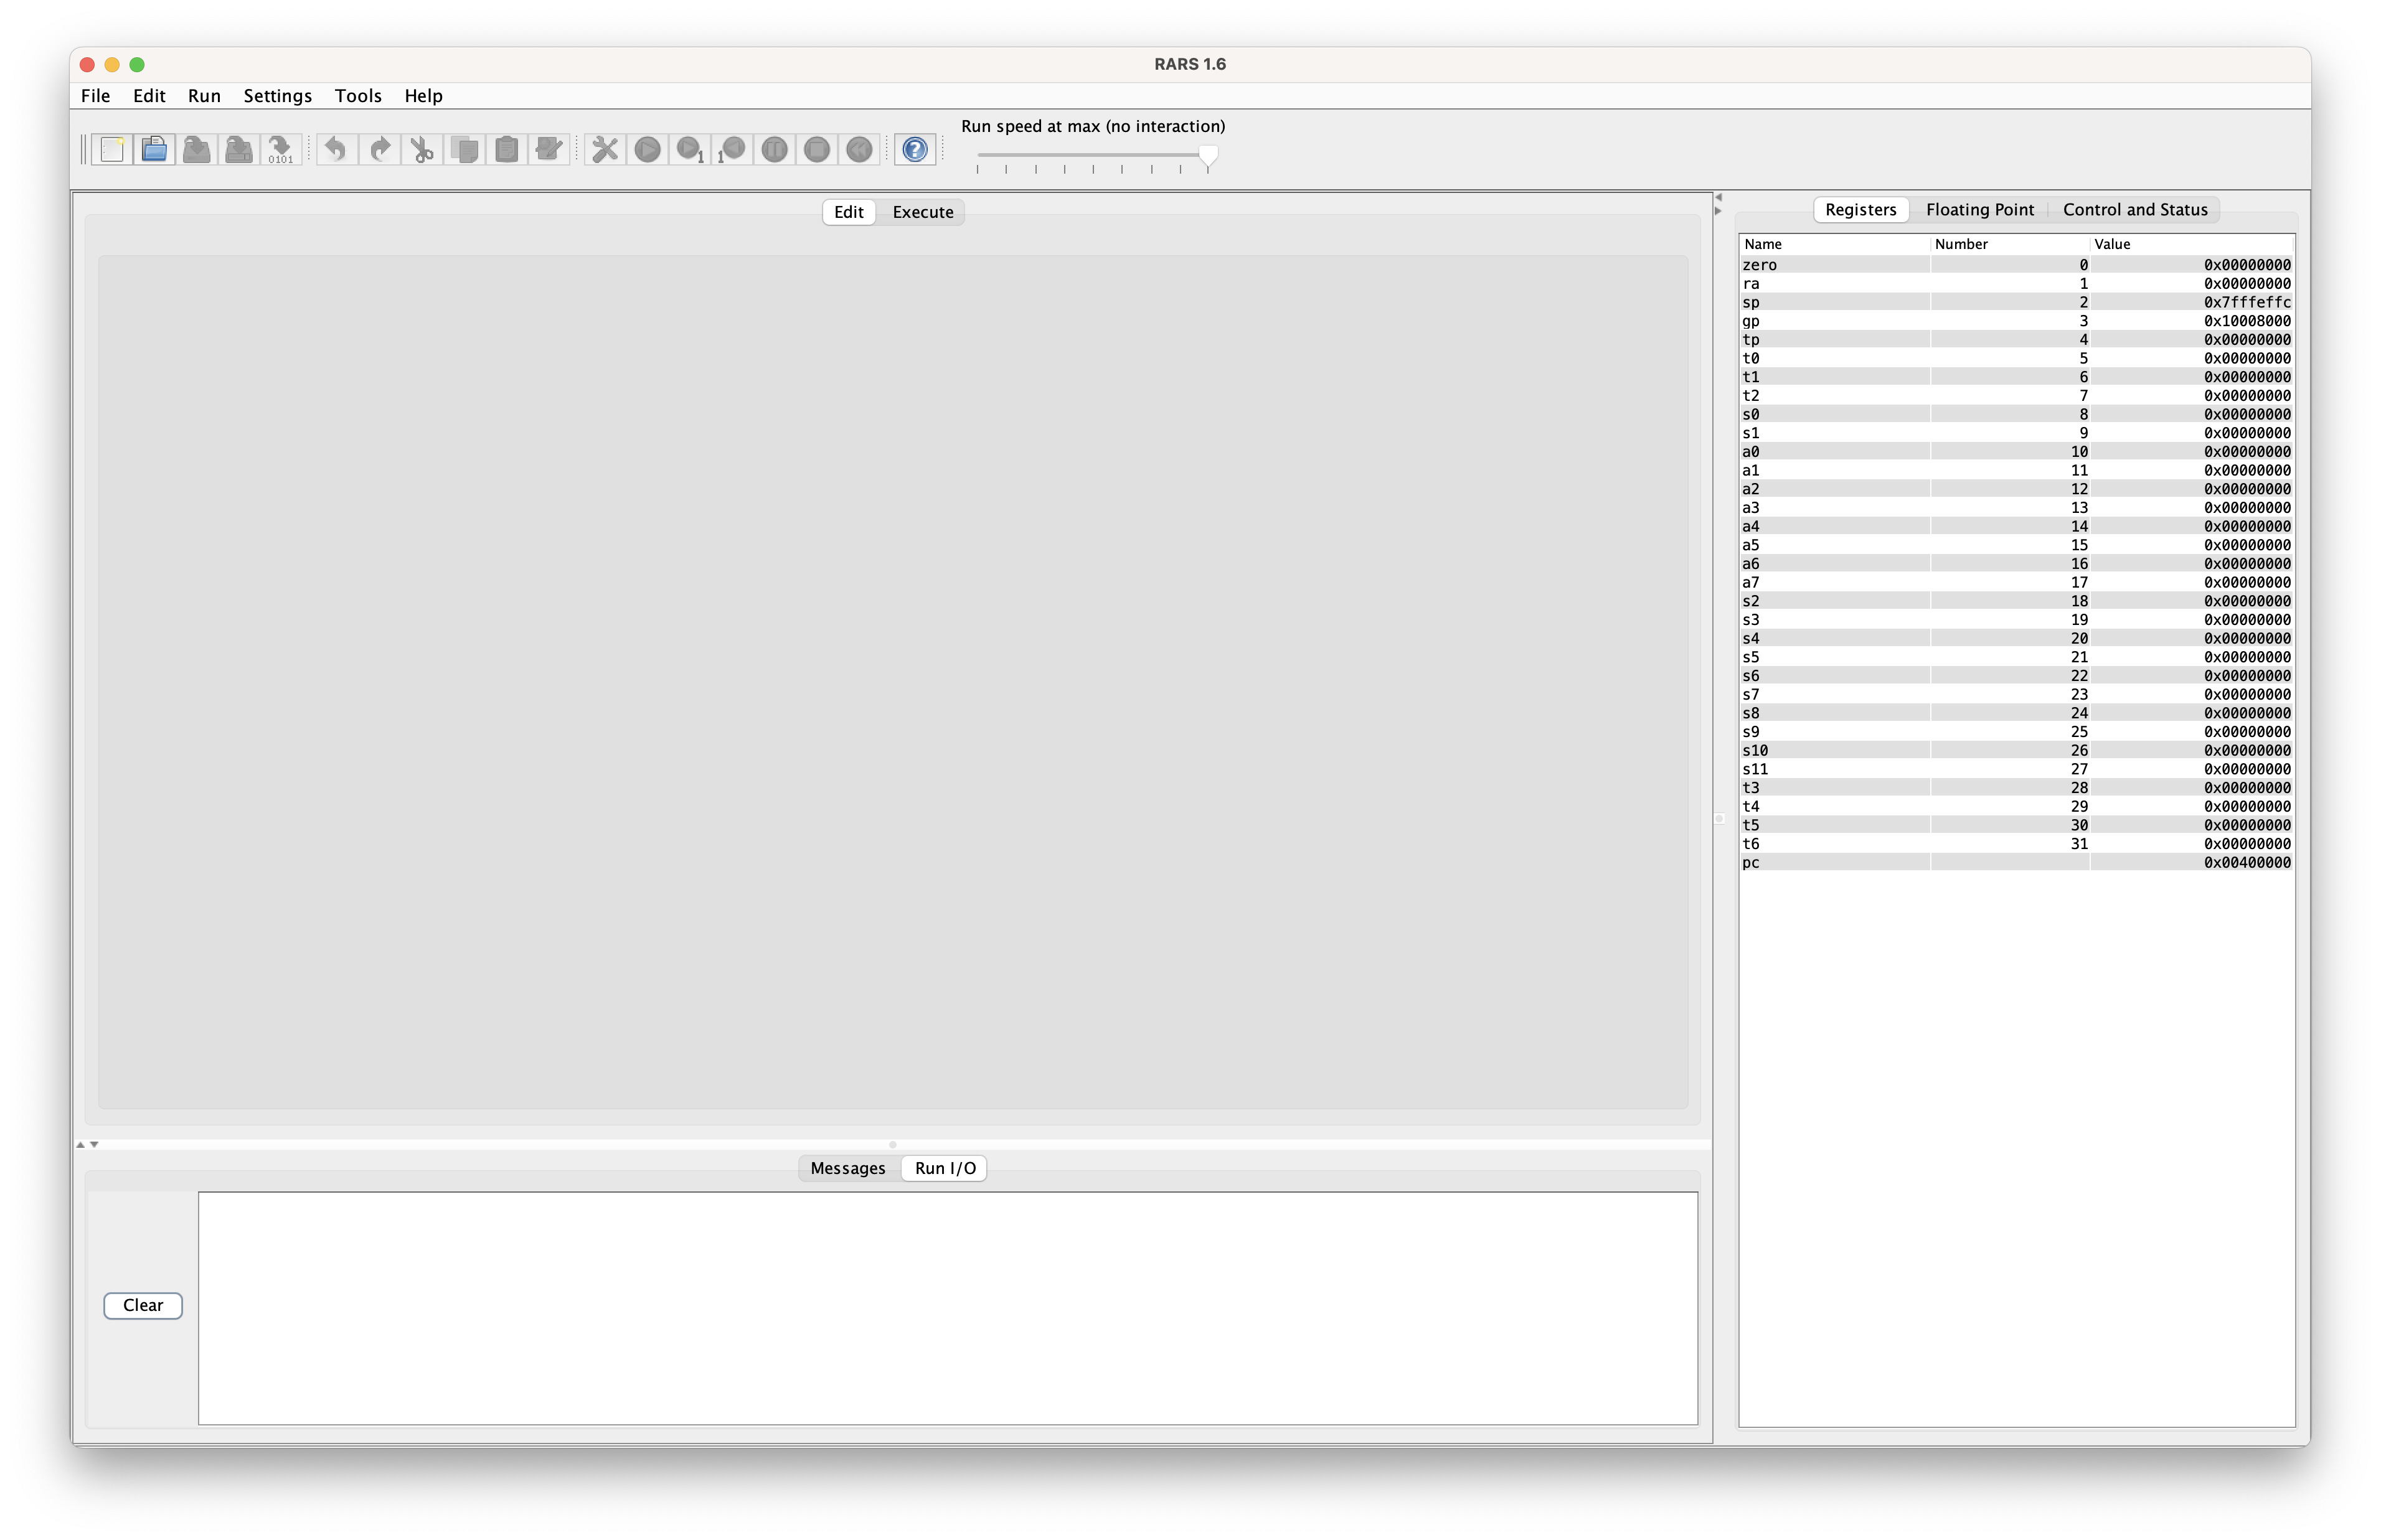 RARS 1.6
File Edit Run Settings Tools Help
Run speed at max (no interaction)
0101
1
1
?
Edit Execute
Registers Floating Point Control and Status
Name Number Value
zero 0 0x00000000
ra 1 0x00000000
sp 2 0x7fffeffc
gp 3 0x10008000
tp 4 0x00000000
t0 5 0x00000000
t1 6 0x00000000
t2 7 0x00000000
s0 8 0x00000000
s1 9 0x00000000
a0 10 0x00000000
a1 11 0x00000000
a2 12 0x00000000
a3 13 0x00000000
a4 14 0x00000000
a5 15 0x00000000
a6 16 0x00000000
a7 17 0x00000000
s2 18 0x00000000
s3 19 0x00000000
s4 20 0x00000000
s5 21 0x00000000
s6 22 0x00000000
s7 23 0x00000000
s8 24 0x00000000
s9 25 0x00000000
s10 26 0x00000000
s11 27 0x00000000
t3 28 0x00000000
t4 29 0x00000000
t5 30 0x00000000
t6 31 0x00000000
pc 0x00400000
Messages Run I/O
Clear